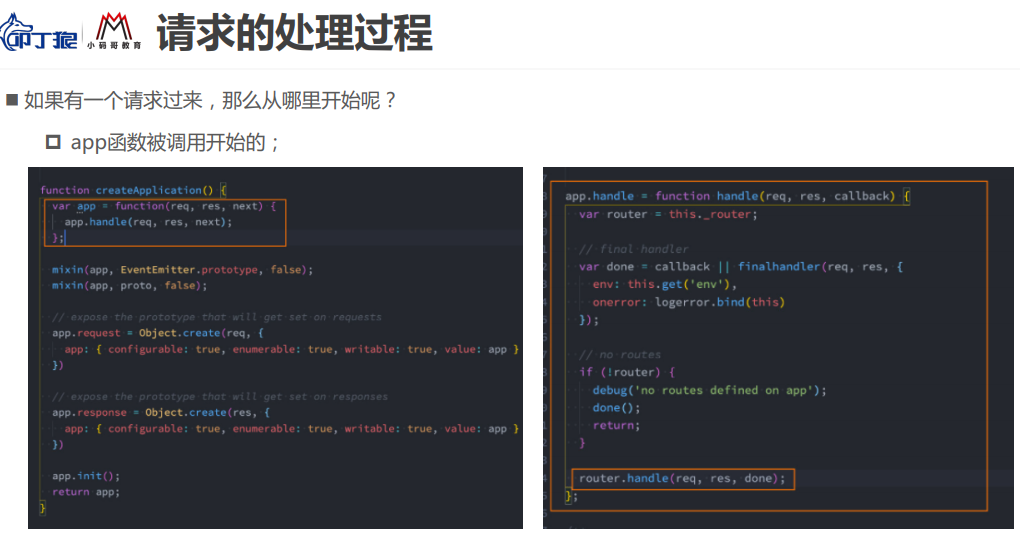 叩丁狼
小码哥教育
请求的处理过程
如果有一个请求过来，那么从哪里开始呢？
app函数被调用开始的；
function createApplication() {
var app = function(req, res, next) {
app.handle(req, res, next);
};
mixin(app, EventEmitter.prototype, false);
mixin(app, proto, false);
// expose the prototype that will get set on requests
app.request = Object.create(req, {
app: { configurable: true, enumerable: true, writable: true, value: app }
})
// expose the prototype that will get set on responses
app.response = Object.create(res, {
app: { configurable: true, enumerable: true, writable: true, value: app }
})
app.init();
return app;
}
app.handle = function handle(req, res, callback) {
var router = this._router;
// final handler
var done = callback || finalhandler(req, res, {
env: this.get('env'),
onerror: logerror.bind(this)
});
// no routes
if (!router) {
debug('no routes defined on app');
done();
return;
}
router.handle(req, res, done);
};